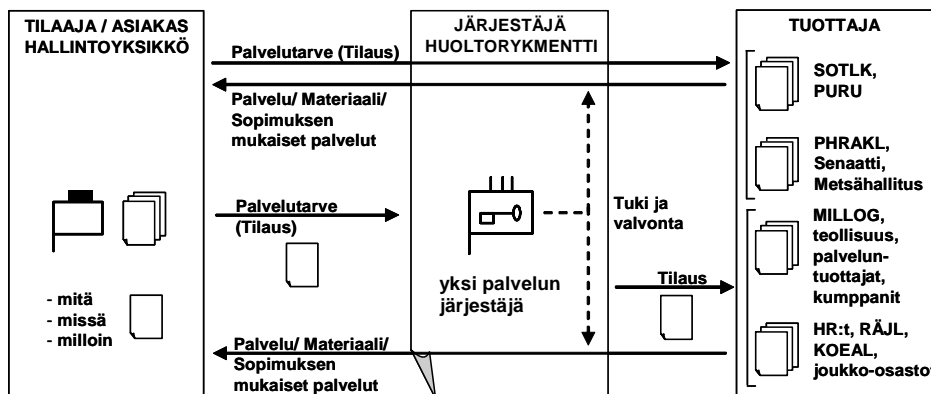 TILAAJA / ASIAKAS
HALLINTOYKSIKKÖ
- mitä
- missä
- milloin
Palvelutarve (Tilaus)
Palvelu/ Materiaali/
Sopimuksen
mukaiset palvelut
Palvelutarve
(Tilaus)
Palvelu/ Materiaali/
Sopimuksen
mukaiset palvelut
JÄRJESTÄJÄ
HUOLTORYKMENTTI
yksi palvelun
järjestäjä
Tuki ja
valvonta
Tilaus
TUOTTAJA
SOTLK,
PURU
PHRAKL,
Senaatti,
Metsähallitus
MILLOG,
teollisuus,
palvelun-
tuottajat,
kumppanit
HR:t, RÄJL,
KOEAL,
joukko-osastot